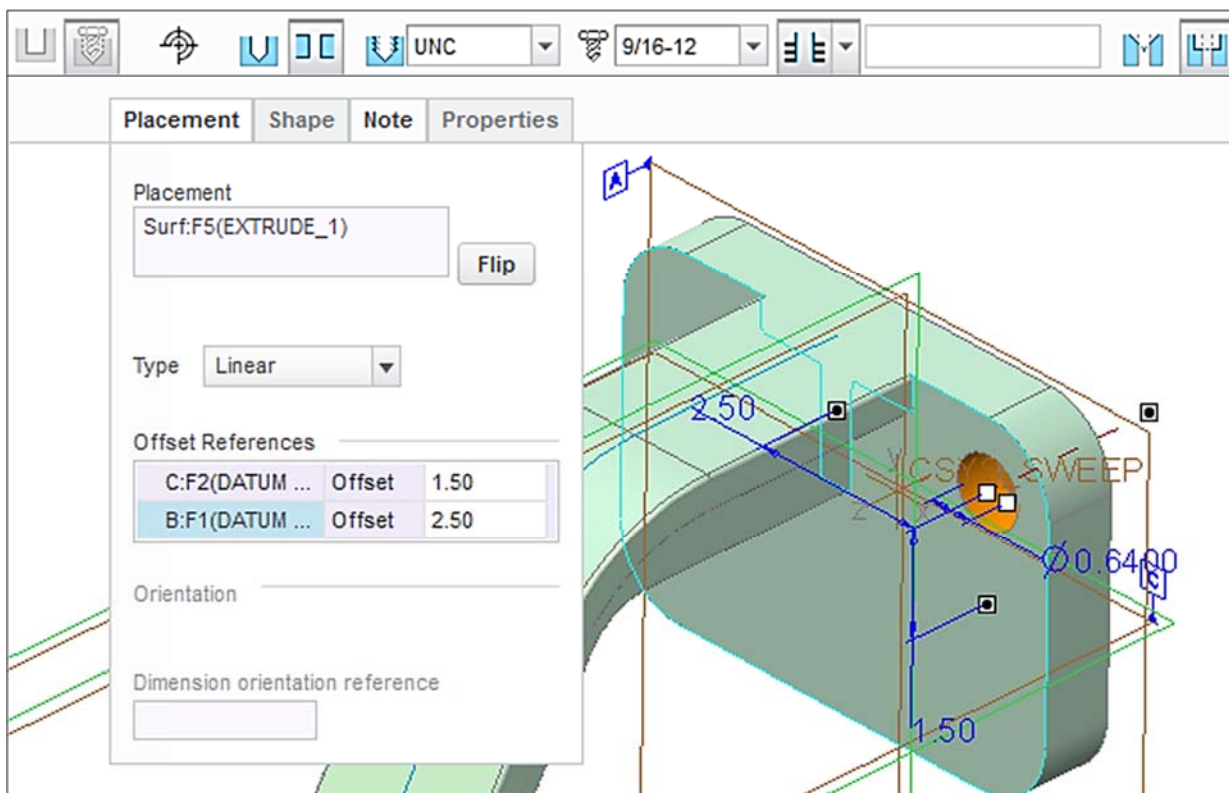 UNC 9/16-12
Placement Shape Note Properties
Placement
Surf:F5(EXTRUDE_1)
Flip
Type Linear
Offset References
C:F2(DATUM ... Offset 1.50
B:F1(DATUM ... Offset 2.50
Orientation
Dimension orientation reference
A
2.50
SWEEP
Ø0.6400
C
1.50